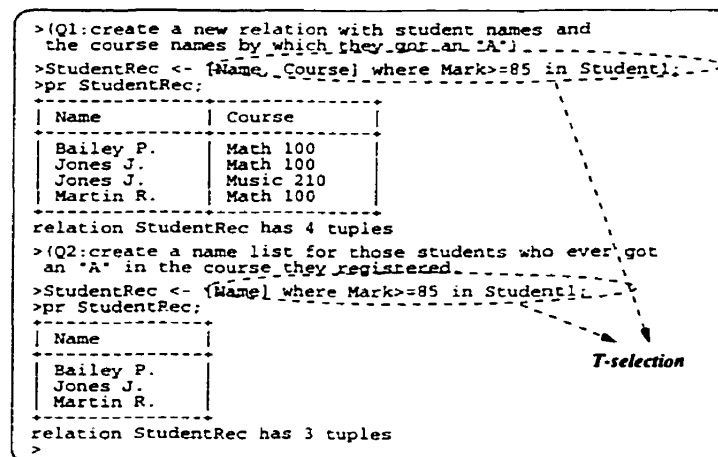 >{Q1:create a new relation with student names and
the course names by which they got an "A"}
>StudentRec <- [Name, Course] where Mark>=85 in Student1;
>pr StudentRec;
| Name | Course |
| Bailey P. | Math 100 |
| Jones J. | Math 100 |
| Jones J. | Music 210 |
| Martin R. | Math 100 |
relation StudentRec has 4 tuples
>{Q2:create a name list for those students who ever got
an "A" in the course they registered
>StudentRec <- [Name] where Mark>=85 in Student1;
>pr StudentRec;
| Name |
T-selection
| Bailey P. |
| Jones J. |
| Martin R. |
relation StudentRec has 3 tuples
>